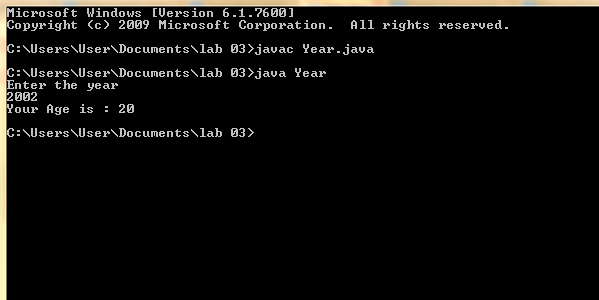 Microsoft Windows [Version 6.1.7600]
Copyright (c) 2009 Microsoft Corporation.  All rights reserved.
C:\Users\User\Documents\lab 03>javac Year.java
C:\Users\User\Documents\lab 03>java Year
Enter the year
2002
Your Age is : 20
C:\Users\User\Documents\lab 03>